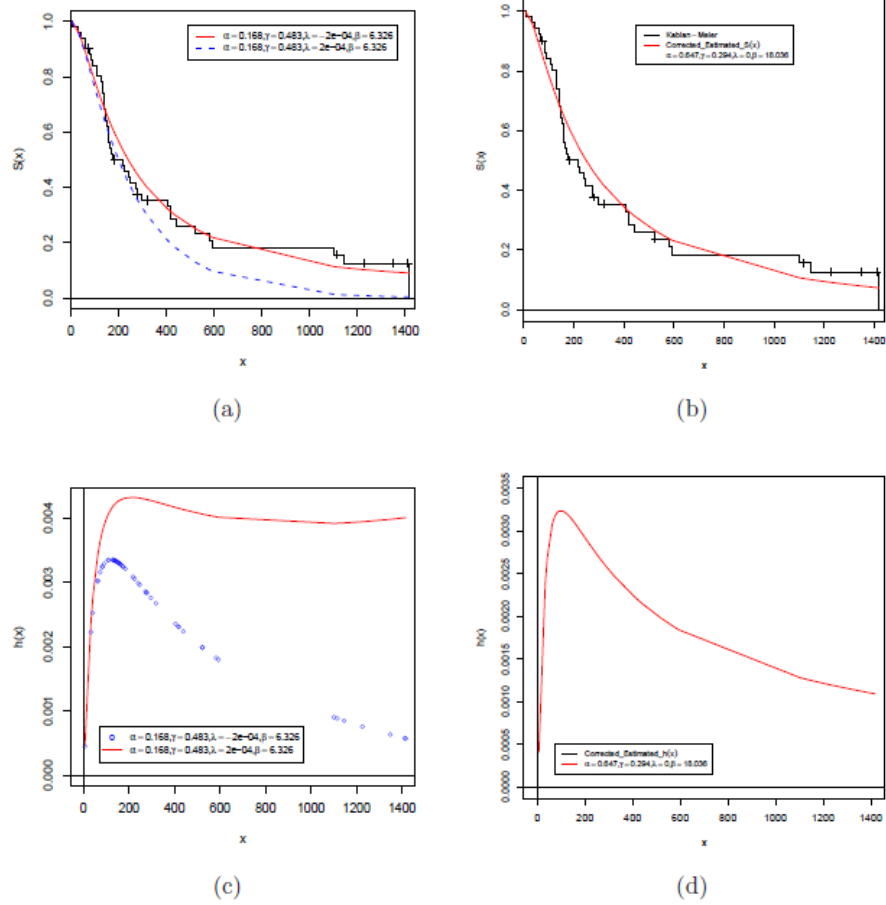 α=0.168,γ=0.483,λ=−2e−04,β=6.326
α=0.168,γ=0.483,λ=2e−04,β=6.326
S(x)
1.0
0.8
0.6
0.4
0.2
0.0
0 200 400 600 800 1000 1200 1400
x
(a)
Kablan−Meier
Corrected_Estimated_S(x)
α=0.647,γ=0.294,λ=0,β=18.036
S(x)
1.0
0.8
0.6
0.4
0.2
0.0
0 200 400 600 800 1000 1200 1400
x
(b)
h(x)
0.004
0.003
0.002
0.001
0.000
α=0.168,γ=0.483,λ=−2e−04,β=6.326
α=0.168,γ=0.483,λ=2e−04,β=6.326
0 200 400 600 800 1000 1200 1400
x
(c)
h(x)
0.0035
0.0030
0.0025
0.0020
0.0015
0.0010
0.0005
0.0000
Corrected_Estimated_h(x)
α=0.647,γ=0.294,λ=0,β=18.036
0 200 400 600 800 1000 1200 1400
x
(d)